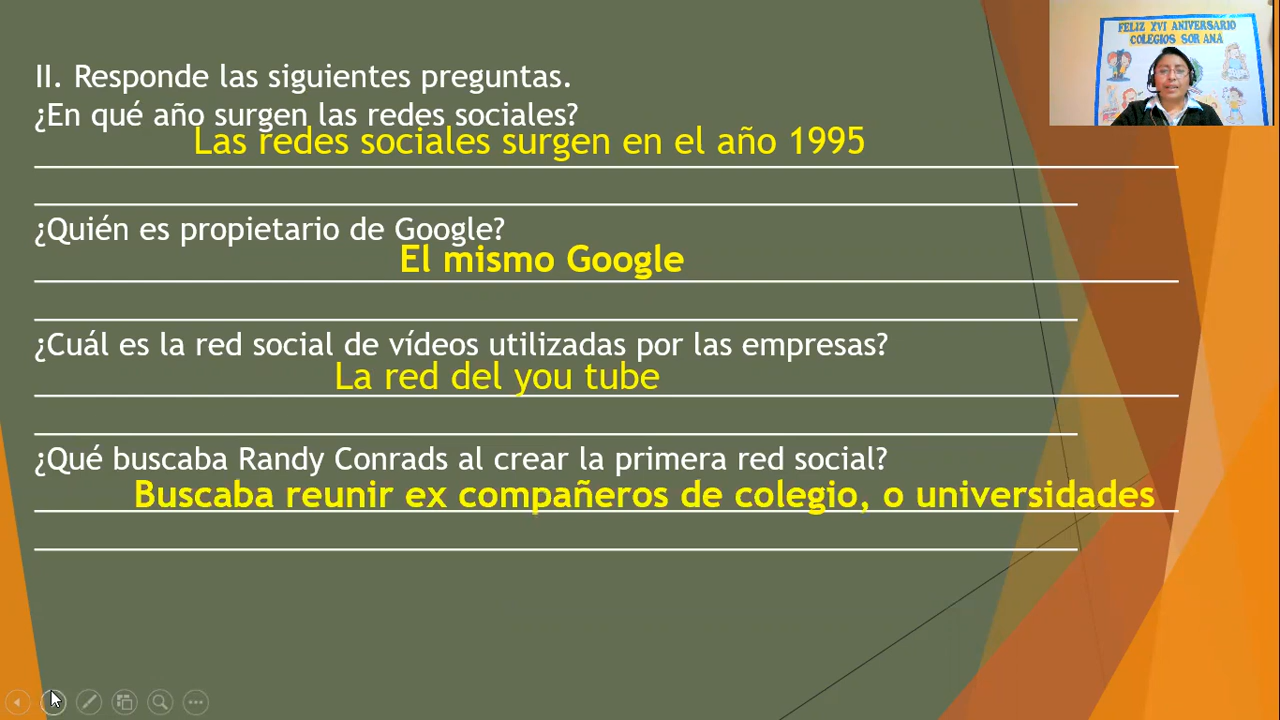 FELIZ XVI ANIVERSARIO
COLEGIOS SOR ANA
II. Responde las siguientes preguntas.
¿En qué año surgen las redes sociales?
Las redes sociales surgen en el año 1995
¿Quién es propietario de Google?
El mismo Google
¿Cuál es la red social de vídeos utilizadas por las empresas?
La red del you tube
¿Qué buscaba Randy Conrads al crear la primera red social?
Buscaba reunir ex compañeros de colegio, o universidades